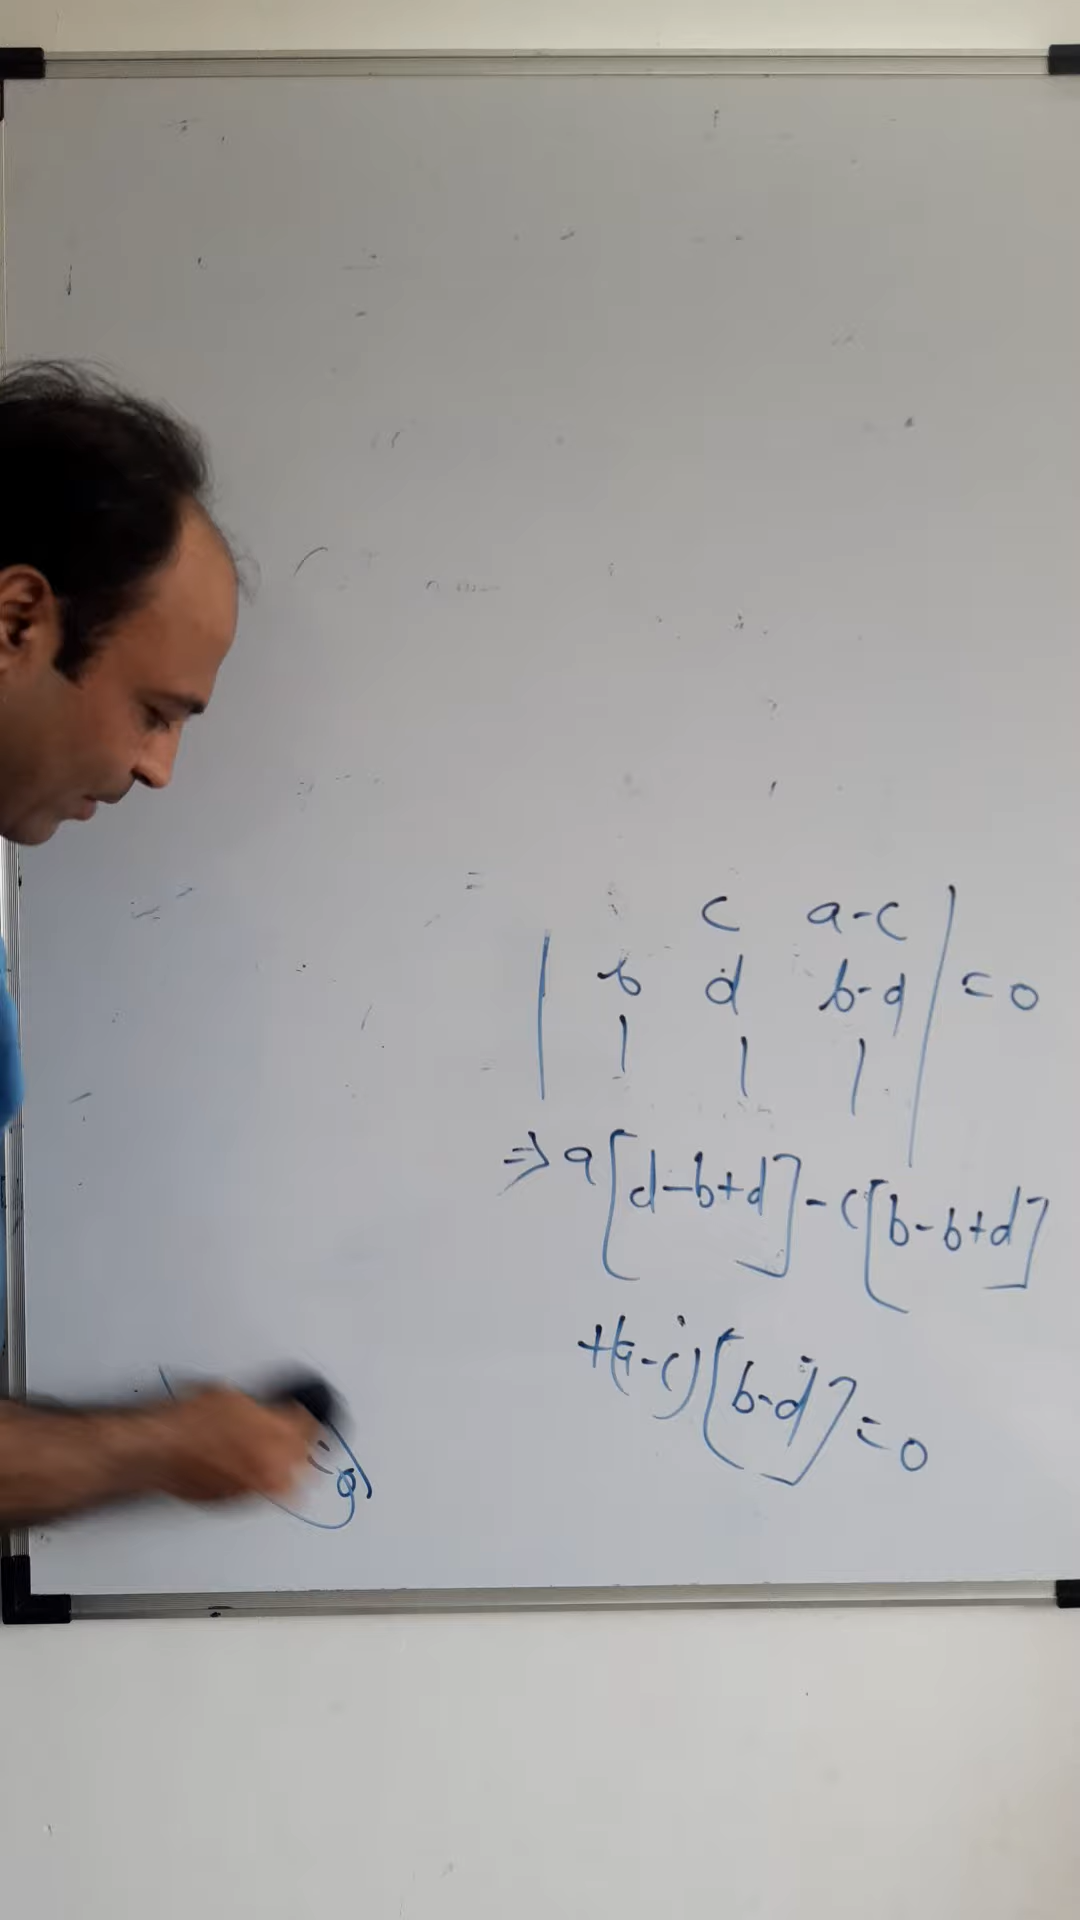 c a-c
| b d b-d | = 0
1 1 1
⇒ a[d-b+d] - c[b-b+d]
+(a-c)[b-d] = 0